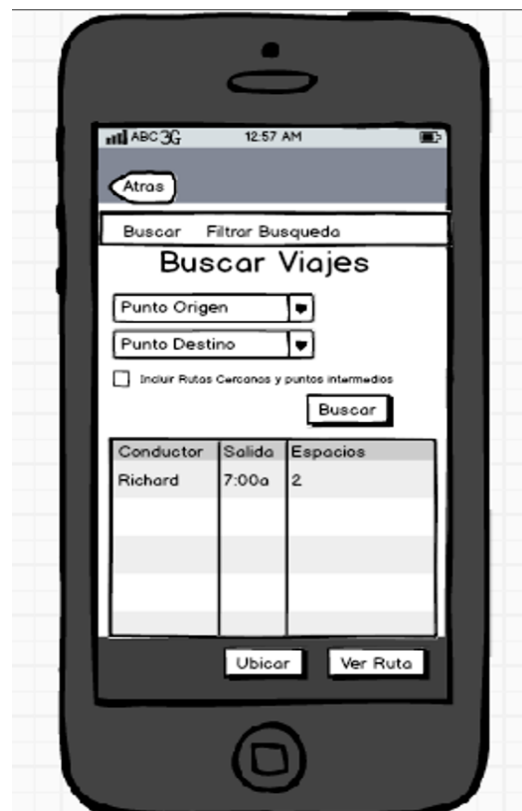 ABC 3G 12:57 AM
Atras
Buscar Filtrar Busqueda
Buscar Viajes
Punto Origen
Punto Destino
Incluir Rutas Cercanas y puntos intermedios
Buscar
Conductor Salida Espacios
Richard 7:00a 2
Ubicar Ver Ruta